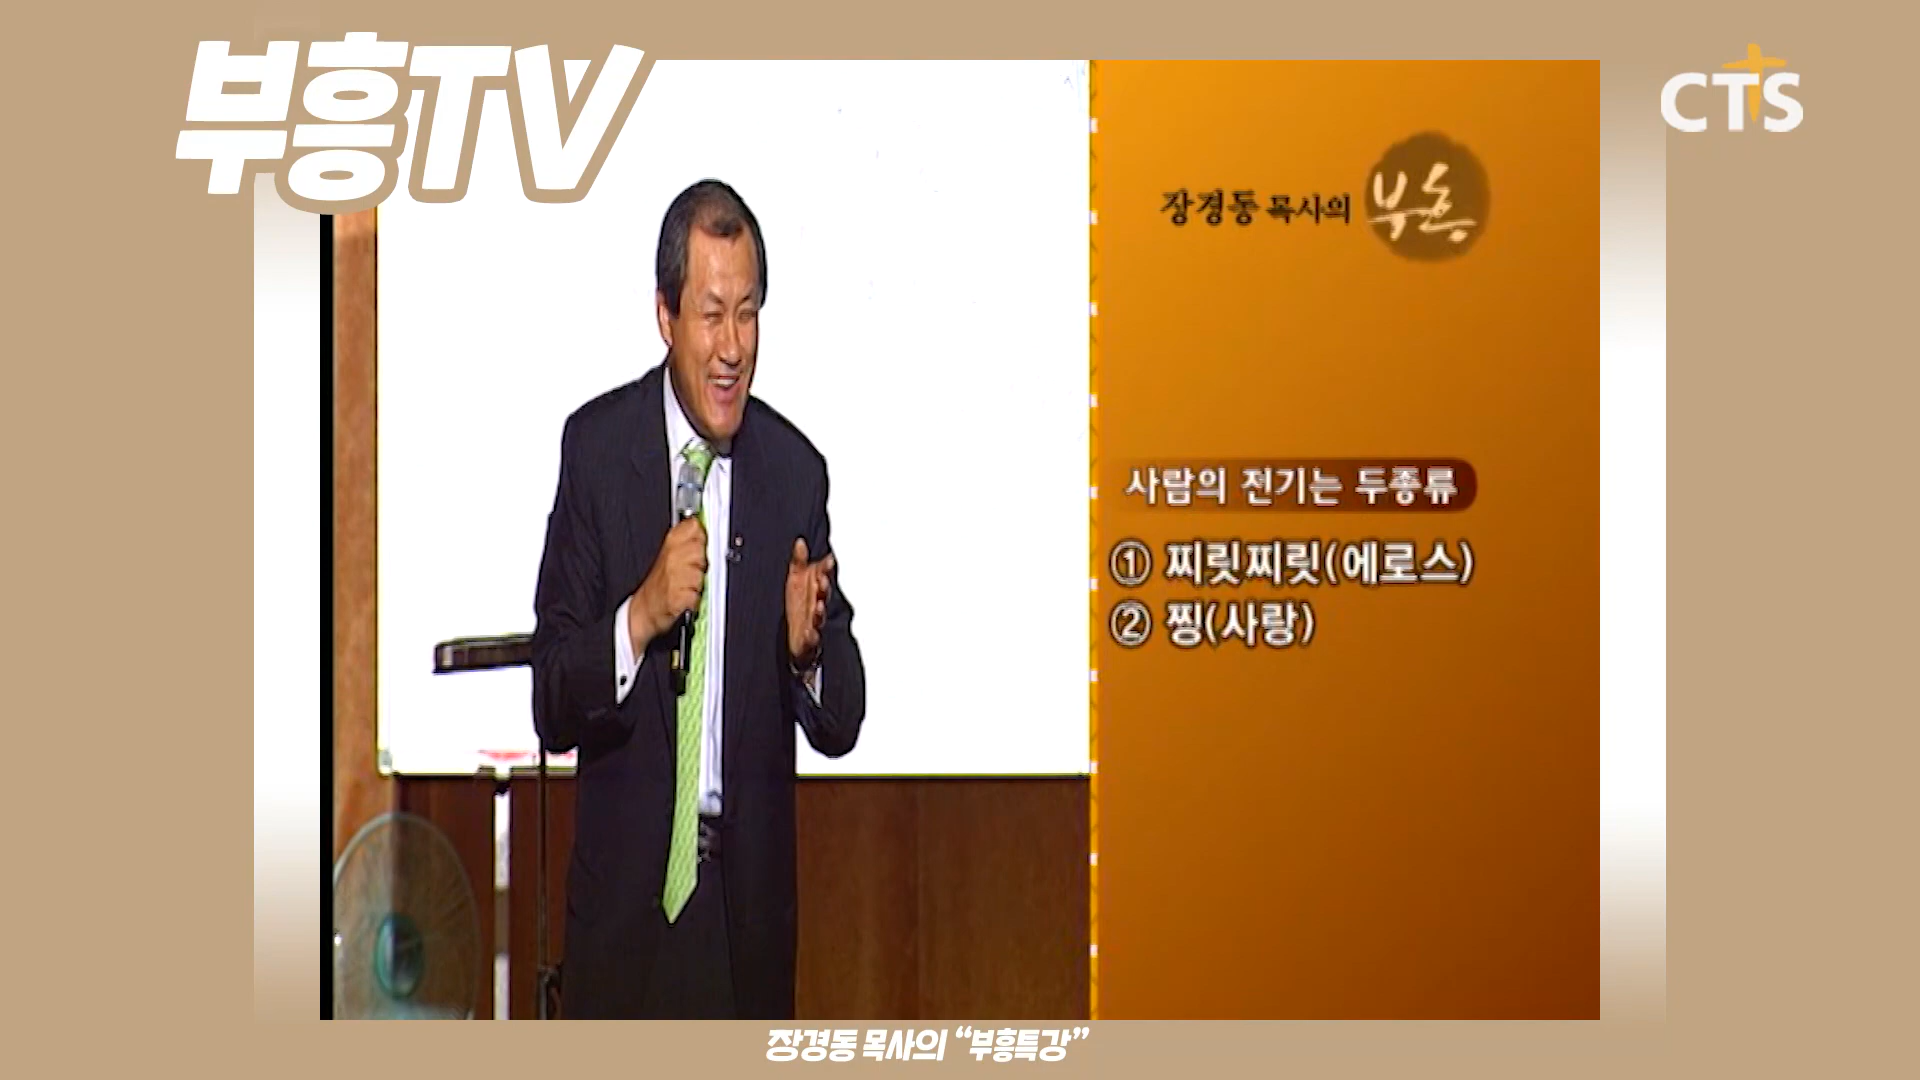 부흥TV
CTS
장경동 목사의 부흥
사람의 전기는 두종류
① 찌릿찌릿(에로스)
② 찡(사랑)
장경동 목사의 “부흥특강”